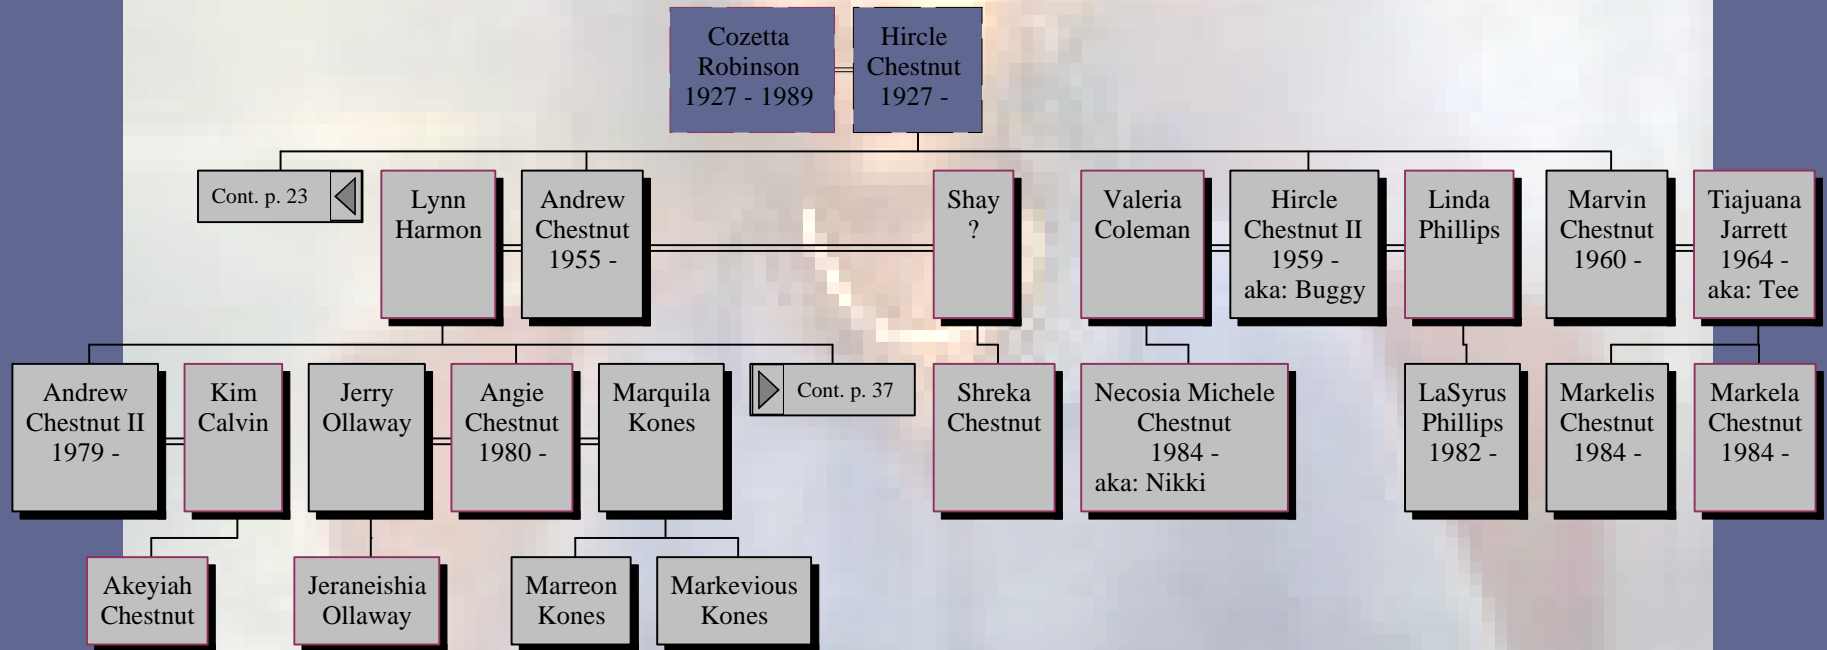 Cozetta
Robinson
1927 - 1989
Hircle
Chestnut
1927 -
Cont. p. 23
Lynn
Harmon
Andrew
Chestnut
1955 -
Shay
?
Valeria
Coleman
Hircle
Chestnut II
1959 -
aka: Buggy
Linda
Phillips
Marvin
Chestnut
1960 -
Tiajuana
Jarrett
1964 -
aka: Tee
Andrew
Chestnut II
1979 -
Kim
Calvin
Jerry
Ollaway
Angie
Chestnut
1980 -
Marquila
Kones
Cont. p. 37
Shreka
Chestnut
Necosia Michele
Chestnut
1984 -
aka: Nikki
LaSyrus
Phillips
1982 -
Markelis
Chestnut
1984 -
Markela
Chestnut
1984 -
Akeyiah
Chestnut
Jeraneishia
Ollaway
Marreon
Kones
Markevious
Kones